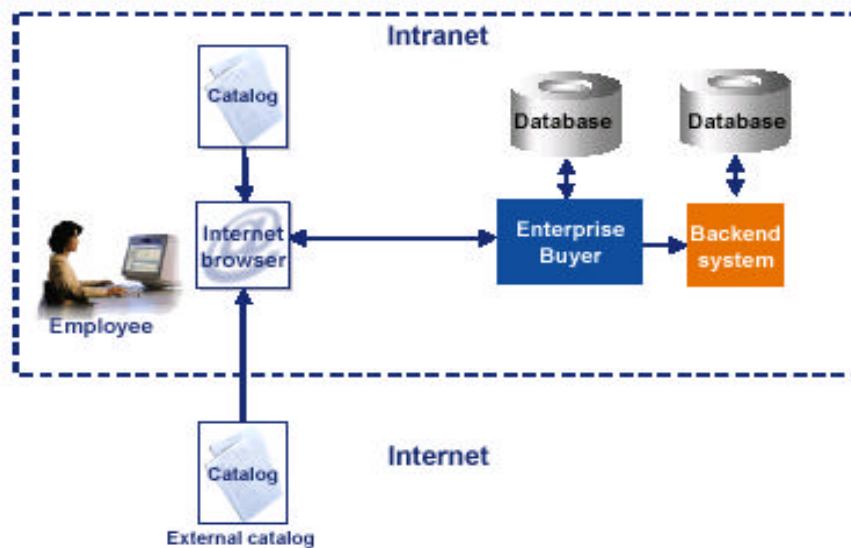 Intranet
Catalog
Database
Database
Internet
browser
Enterprise
Buyer
Backend
system
Employee
Catalog
Internet
External catalog